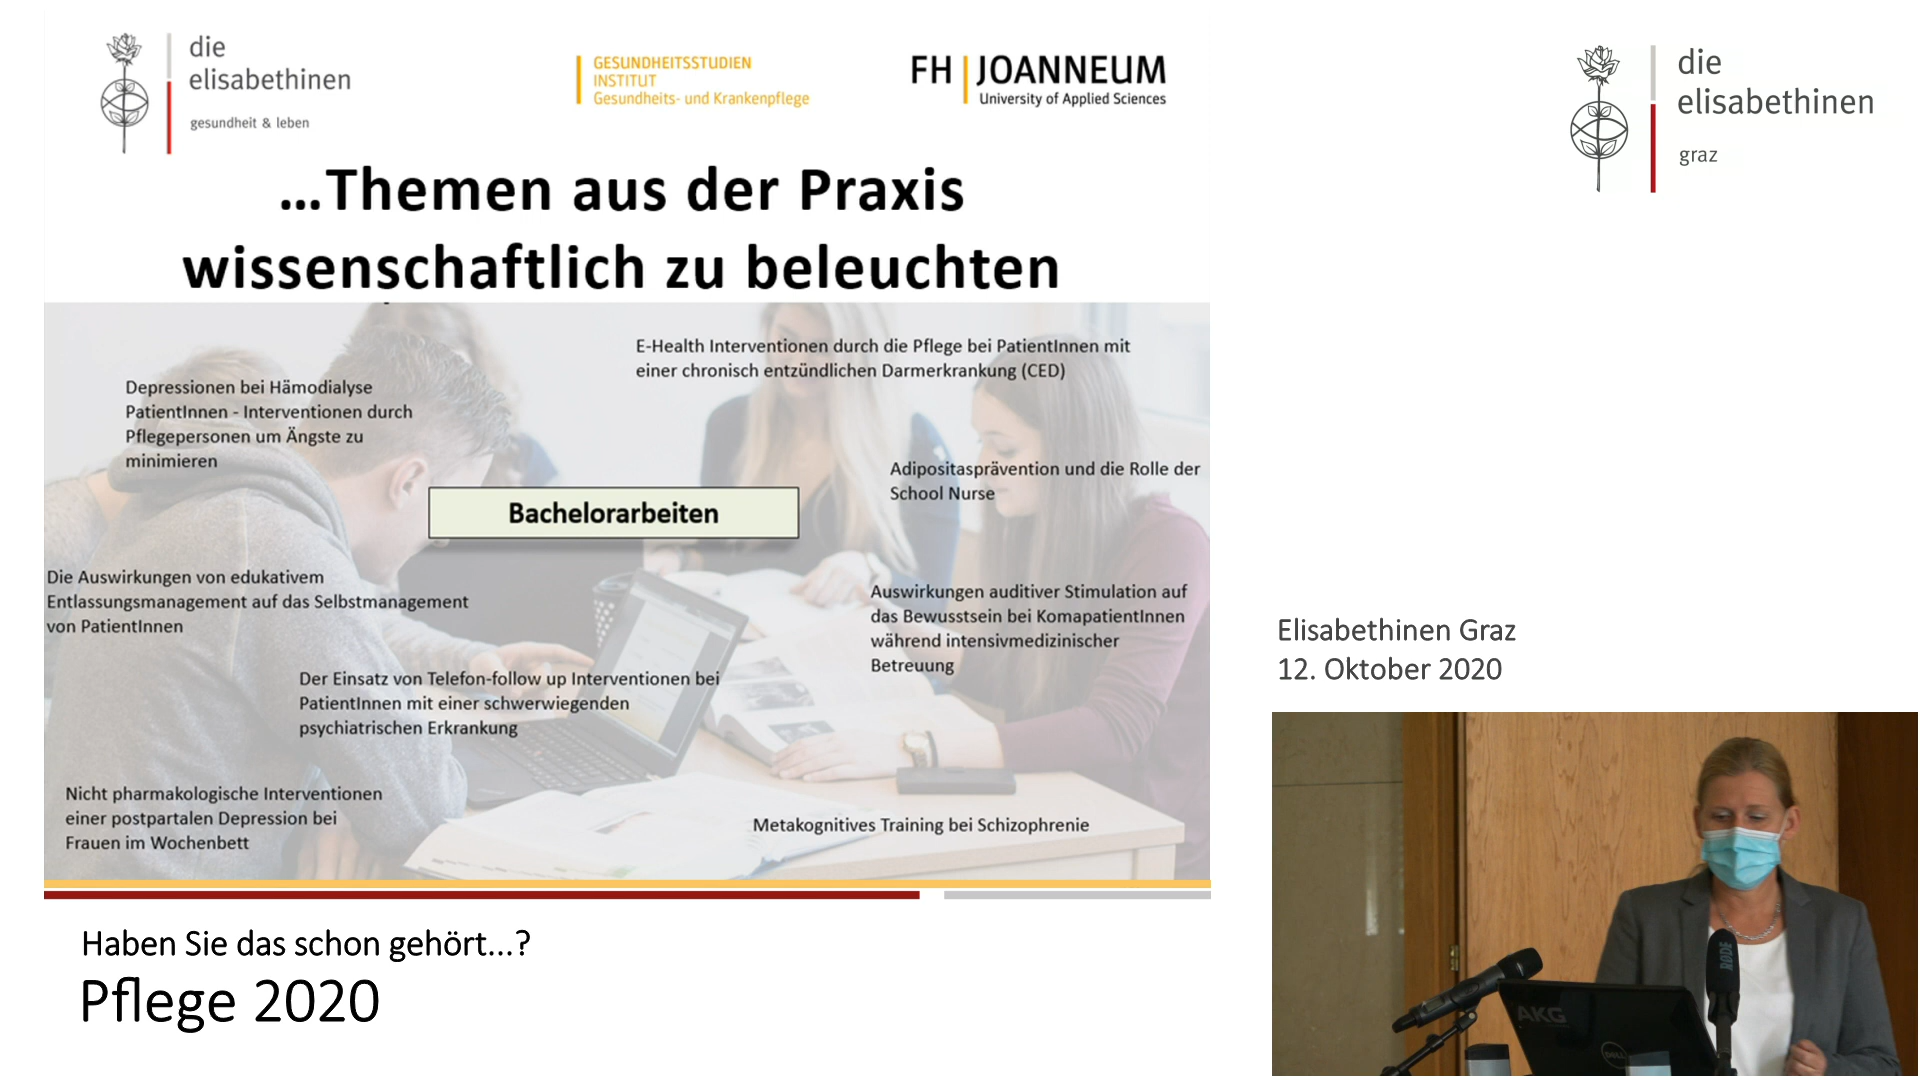 die
elisabethinen
gesundheit & leben
GESUNDHEITSSTUDIEN
INSTITUT
Gesundheits- und Krankenpflege
FH JOANNEUM
University of Applied Sciences
die
elisabethinen
graz
...Themen aus der Praxis
wissenschaftlich zu beleuchten
E-Health Interventionen durch die Pflege bei PatientInnen mit
einer chronisch entzündlichen Darmerkrankung (CED)
Depressionen bei Hämodialyse
PatientInnen - Interventionen durch
Pflegepersonen um Ängste zu
minimieren
Adipositasprävention und die Rolle der
School Nurse
Bachelorarbeiten
Die Auswirkungen von edukativem
Entlassungsmanagement auf das Selbstmanagement
von PatientInnen
Auswirkungen auditiver Stimulation auf
das Bewusstsein bei KomapatientInnen
während intensivmedizinischer
Betreuung
Der Einsatz von Telefon-follow up Interventionen bei
PatientInnen mit einer schwerwiegenden
psychiatrischen Erkrankung
Nicht pharmakologische Interventionen
einer postpartalen Depression bei
Frauen im Wochenbett
Metakognitives Training bei Schizophrenie
Elisabethinen Graz
12. Oktober 2020
Haben Sie das schon gehört...?
Pflege 2020
RØDE
AKG
DELL